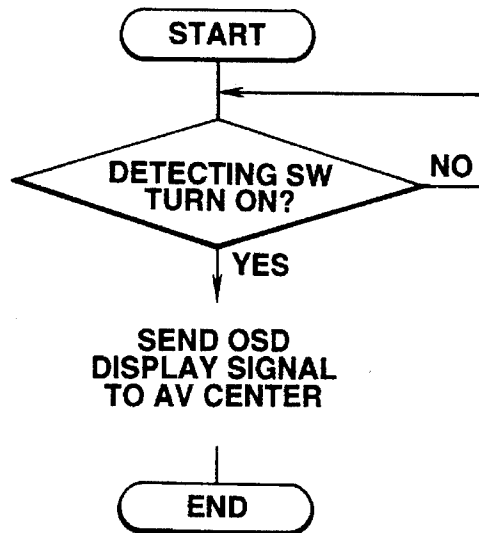 START
DETECTING SW
TURN ON?
NO
YES
SEND OSD
DISPLAY SIGNAL
TO AV CENTER
END